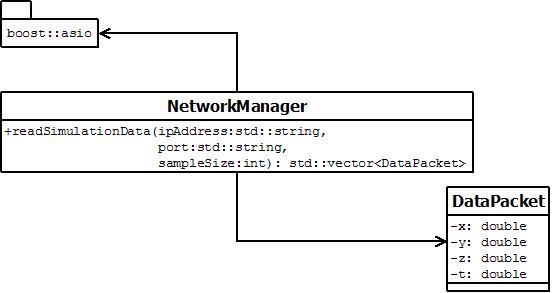 boost::asio
NetworkManager
+readSimulationData(ipAddress:std::string,
port:std::string,
sampleSize:int): std::vector<DataPacket>
DataPacket
-x: double
-y: double
-z: double
-t: double